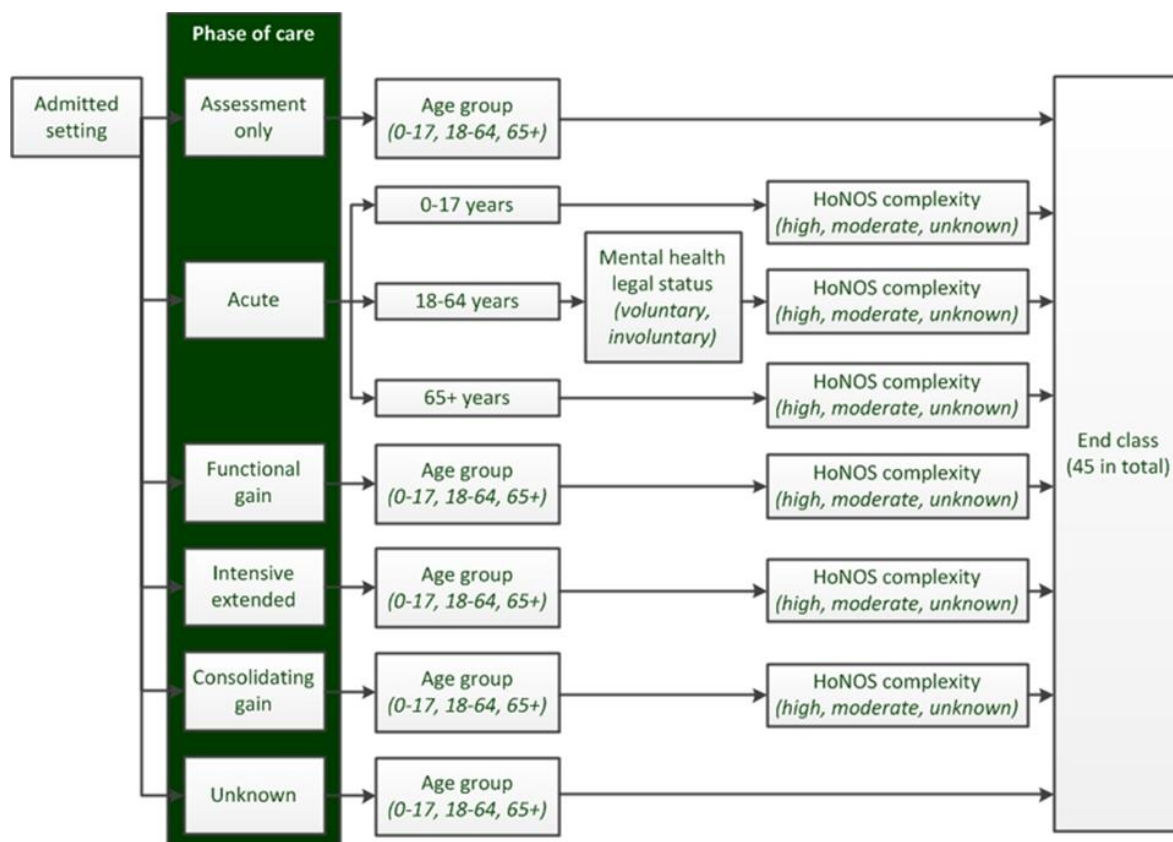 Phase of care
Admitted
setting
Assessment
only
Age group
(0-17, 18-64, 65+)
Acute
0-17 years
HoNOS complexity
(high, moderate, unknown)
18-64 years
Mental health
legal status
(voluntary,
involuntary)
HoNOS complexity
(high, moderate, unknown)
65+ years
HoNOS complexity
(high, moderate, unknown)
Functional
gain
Age group
(0-17, 18-64, 65+)
HoNOS complexity
(high, moderate, unknown)
Intensive
extended
Age group
(0-17, 18-64, 65+)
HoNOS complexity
(high, moderate, unknown)
Consolidating
gain
Age group
(0-17, 18-64, 65+)
HoNOS complexity
(high, moderate, unknown)
Unknown
Age group
(0-17, 18-64, 65+)
End class
(45 in total)